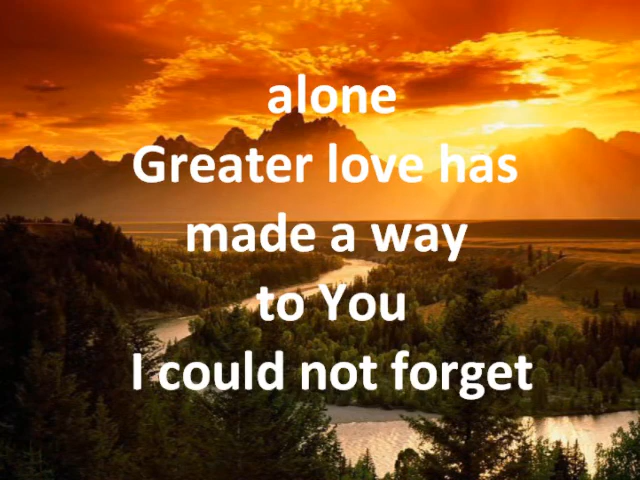 alone
Greater love has
made a way
to You
I could not forget